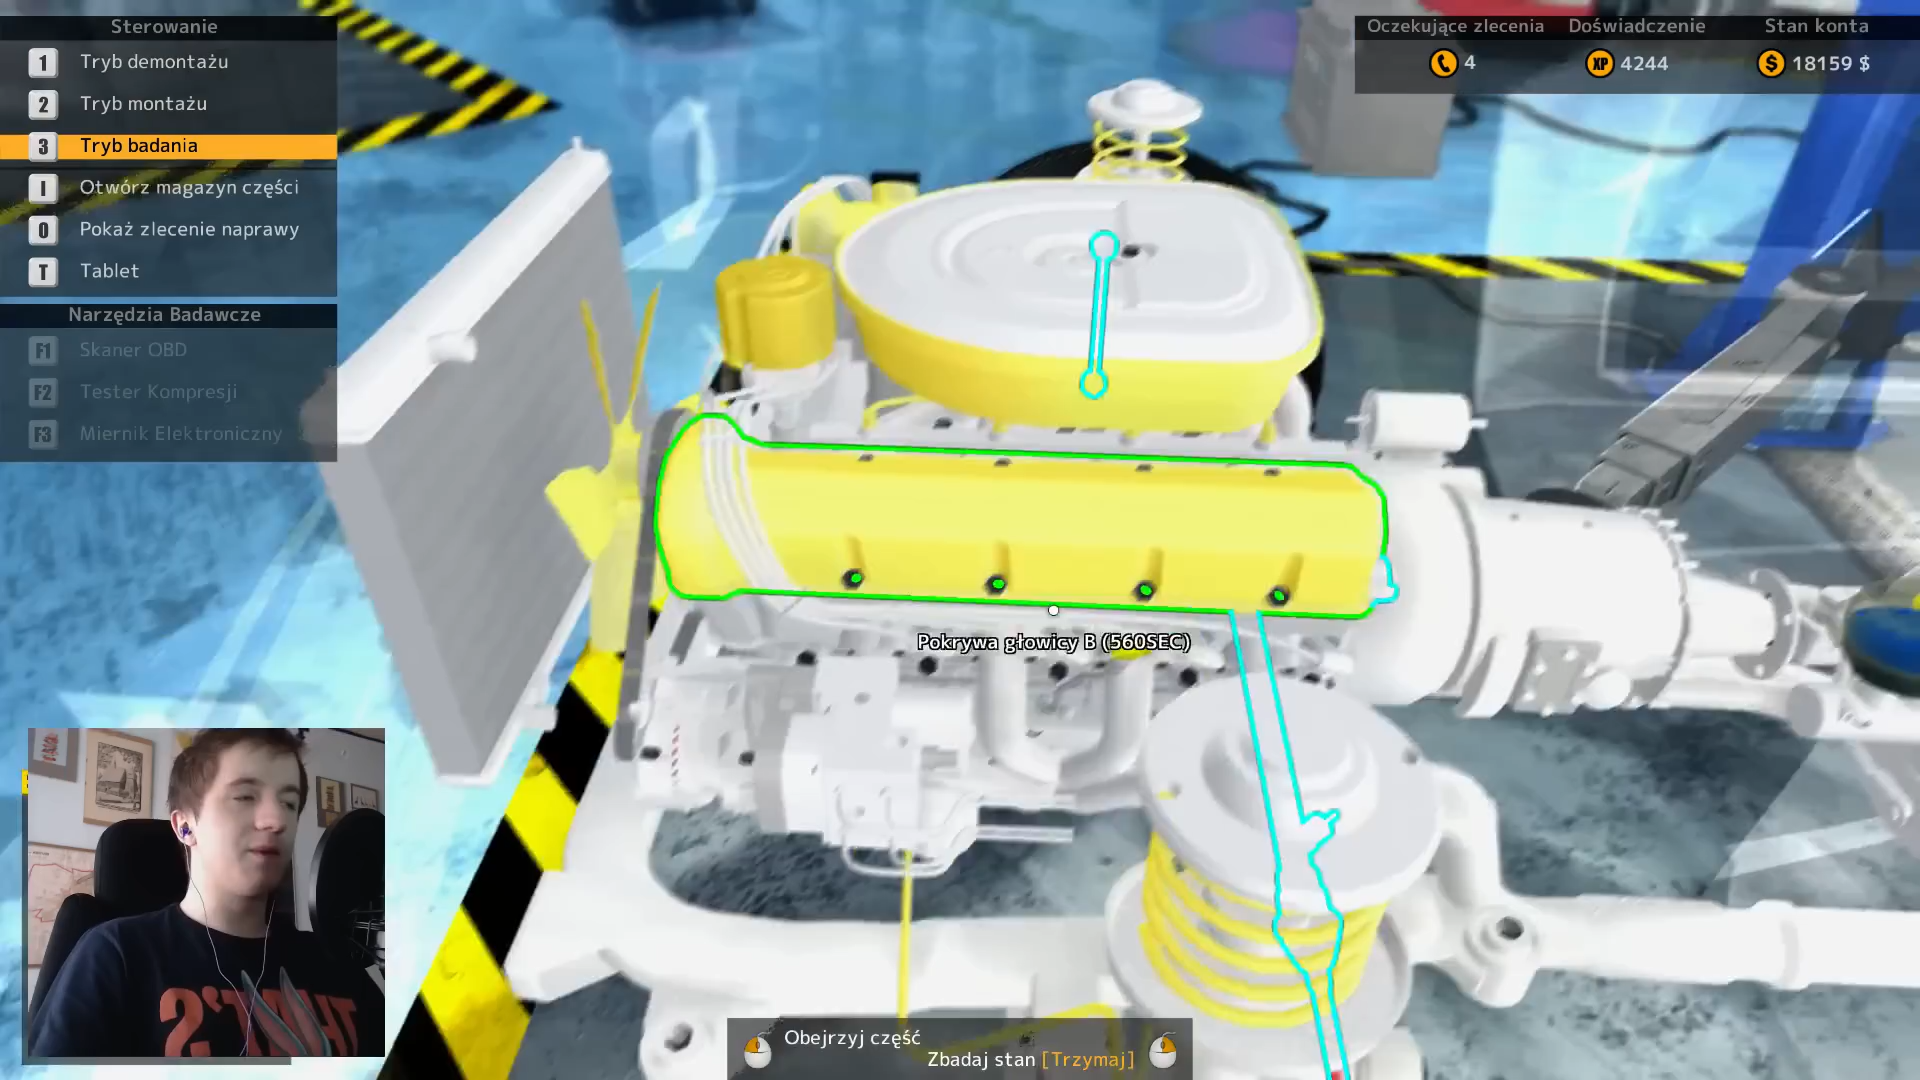 Sterowanie
1 Tryb demontażu
2 Tryb montażu
3 Tryb badania
I Otwórz magazyn części
O Pokaż zlecenie naprawy
T Tablet
Narzędzia Badawcze
F1 Skaner OBD
F2 Tester Kompresji
F3 Miernik Elektroniczny
Oczekujące zlecenia Doświadczenie Stan konta
4 XP 4244 $ 18159 $
Pokrywa głowicy B (560SEC)
THAT'S
Obejrzyj część
Zbadaj stan [Trzymaj]